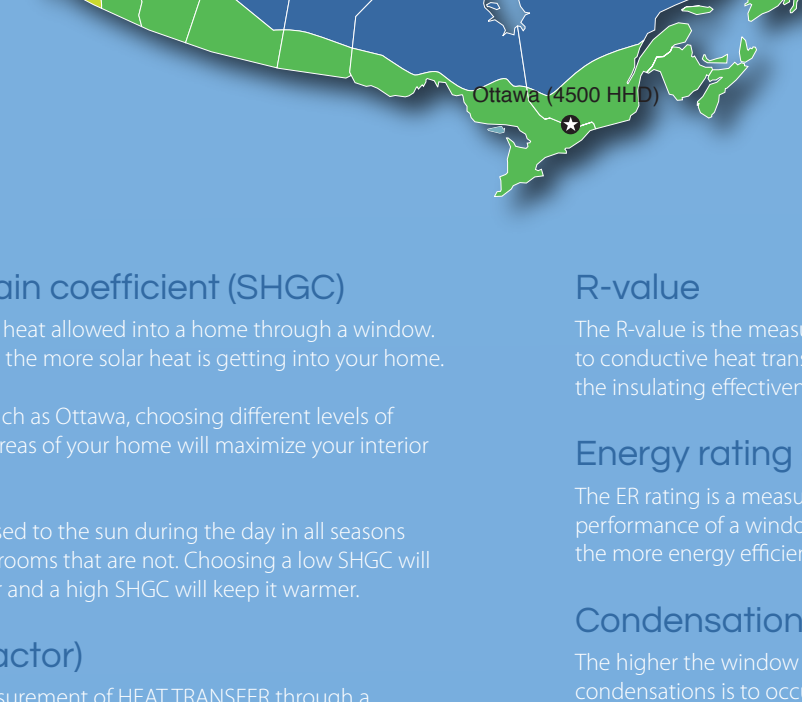 Ottawa (4500 HHD)
ain coefficient (SHGC)
heat allowed into a home through a window.
the more solar heat is getting into your home.
ch as Ottawa, choosing different levels of
reas of your home will maximize your interior
sed to the sun during the day in all seasons
rooms that are not. Choosing a low SHGC will
r and a high SHGC will keep it warmer.
actor)
surement of HEAT TRANSFER through a
R-value
The R-value is the measu
to conductive heat trans
the insulating effectiven
Energy rating
The ER rating is a measu
performance of a windo
the more energy efficien
Condensation
The higher the window
condensations is to occu